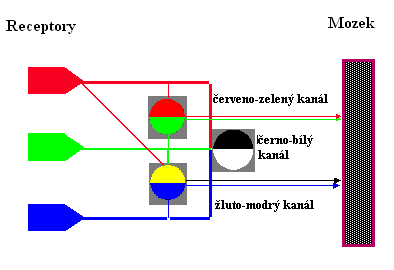 Receptory
Mozek
červeno-zelený kanál
černo-bílý
kanál
žluto-modrý kanál